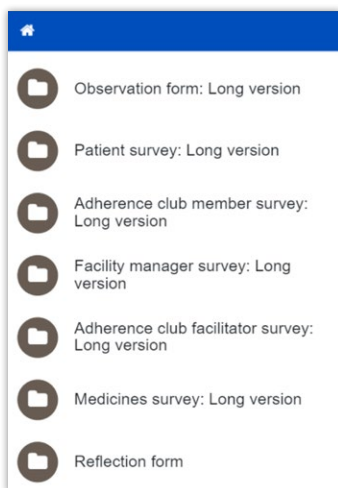 Observation form: Long version
Patient survey: Long version
Adherence club member survey:
Long version
Facility manager survey: Long
version
Adherence club facilitator survey:
Long version
Medicines survey: Long version
Reflection form